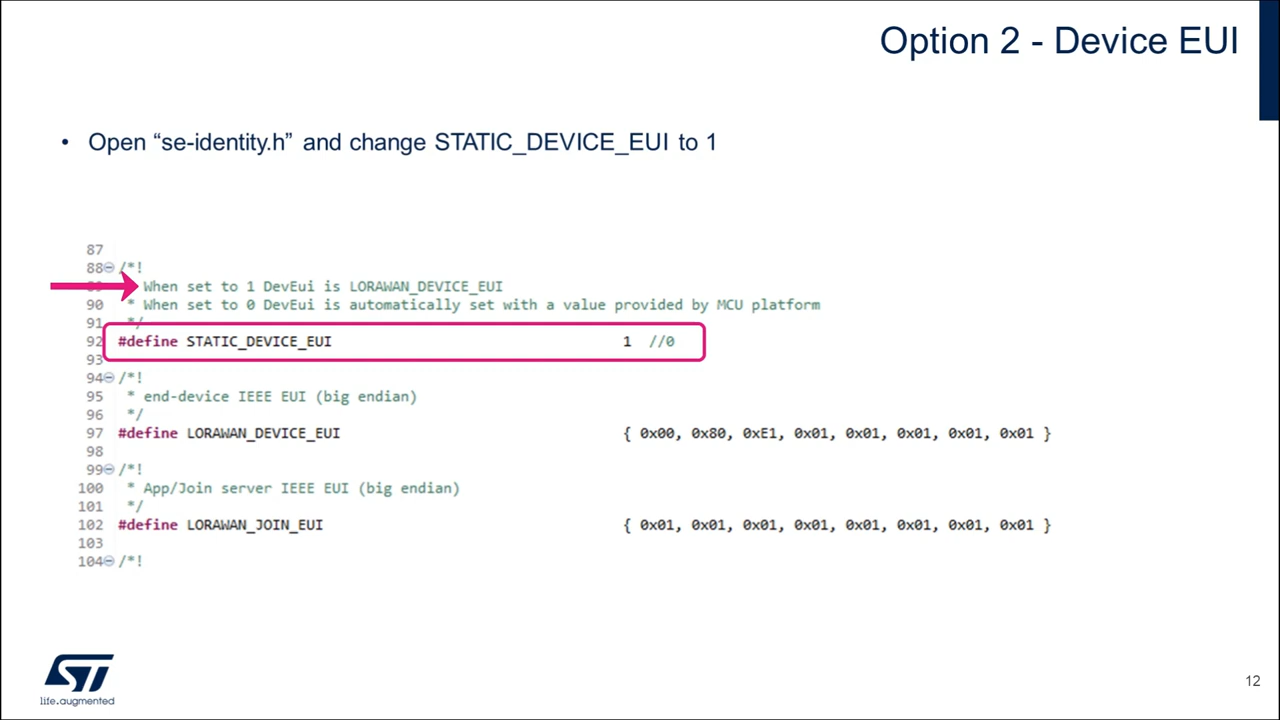 Option 2 - Device EUI
• Open “se-identity.h” and change STATIC_DEVICE_EUI to 1
87
88 /*!
89 When set to 1 DevEui is LORAWAN_DEVICE_EUI
90 * When set to 0 DevEui is automatically set with a value provided by MCU platform
91 */
92 #define STATIC_DEVICE_EUI 1 //0
93
94 /*!
95 * end-device IEEE EUI (big endian)
96 */
97 #define LORAWAN_DEVICE_EUI { 0x00, 0x80, 0xE1, 0x01, 0x01, 0x01, 0x01, 0x01 }
98
99 /*!
100 * App/Join server IEEE EUI (big endian)
101 */
102 #define LORAWAN_JOIN_EUI { 0x01, 0x01, 0x01, 0x01, 0x01, 0x01, 0x01, 0x01 }
103
104 /*!
ST
life.augmented
12